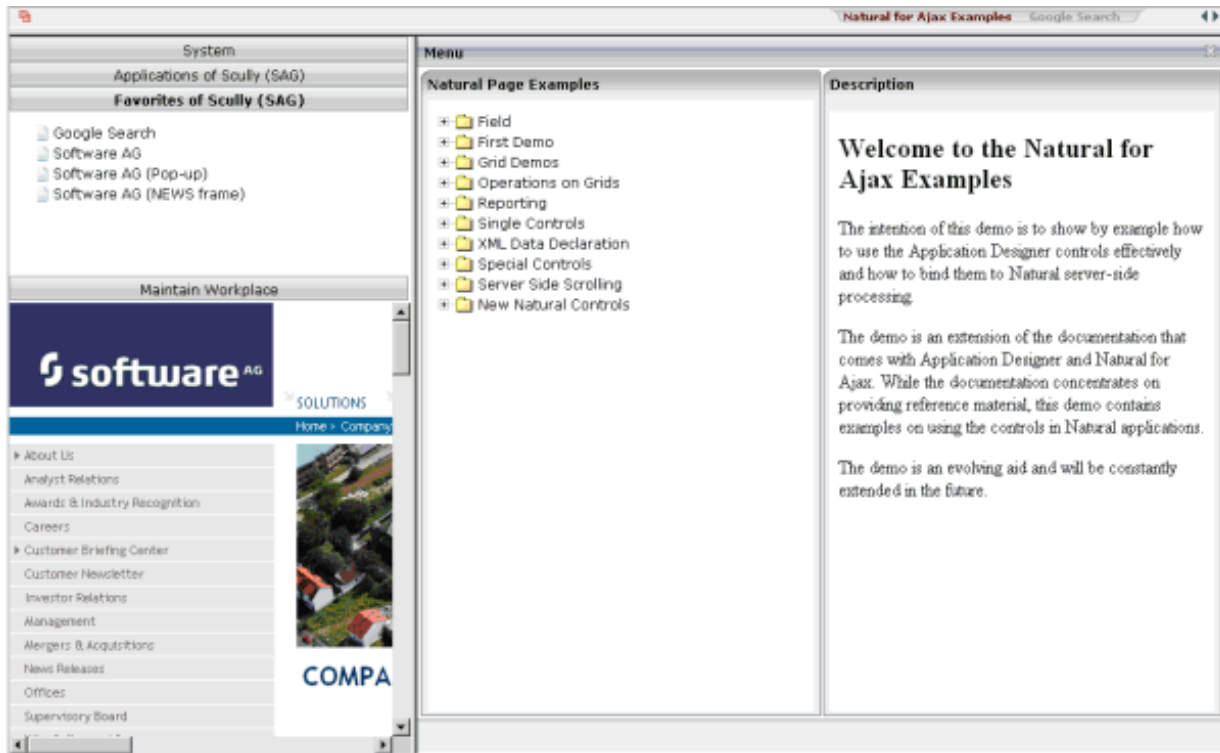 Natural for Ajax Examples Google Search
System
Applications of Scully (SAG)
Favorites of Scully (SAG)
Google Search
Software AG
Software AG (Pop-up)
Software AG (NEWS frame)
Maintain Workplace
software AG
SOLUTIONS
Home > Company
About Us
Analyst Relations
Awards & Industry Recognition
Careers
Customer Briefing Center
Customer Newsletter
Investor Relations
Management
Mergers & Acquisitions
News Releases
Offices
Supervisory Board
COMPA
Menu
Natural Page Examples
Field
First Demo
Grid Demos
Operations on Grids
Reporting
Single Controls
XML Data Declaration
Special Controls
Server Side Scrolling
New Natural Controls
Description
Welcome to the Natural for
Ajax Examples
The intention of this demo is to show by example how
to use the Application Designer controls effectively
and how to bind them to Natural server-side
processing.
The demo is an extension of the documentation that
comes with Application Designer and Natural for
Ajax. While the documentation concentrates on
providing reference material, this demo contains
examples on using the controls in Natural applications.
The demo is an evolving aid and will be constantly
extended in the future.